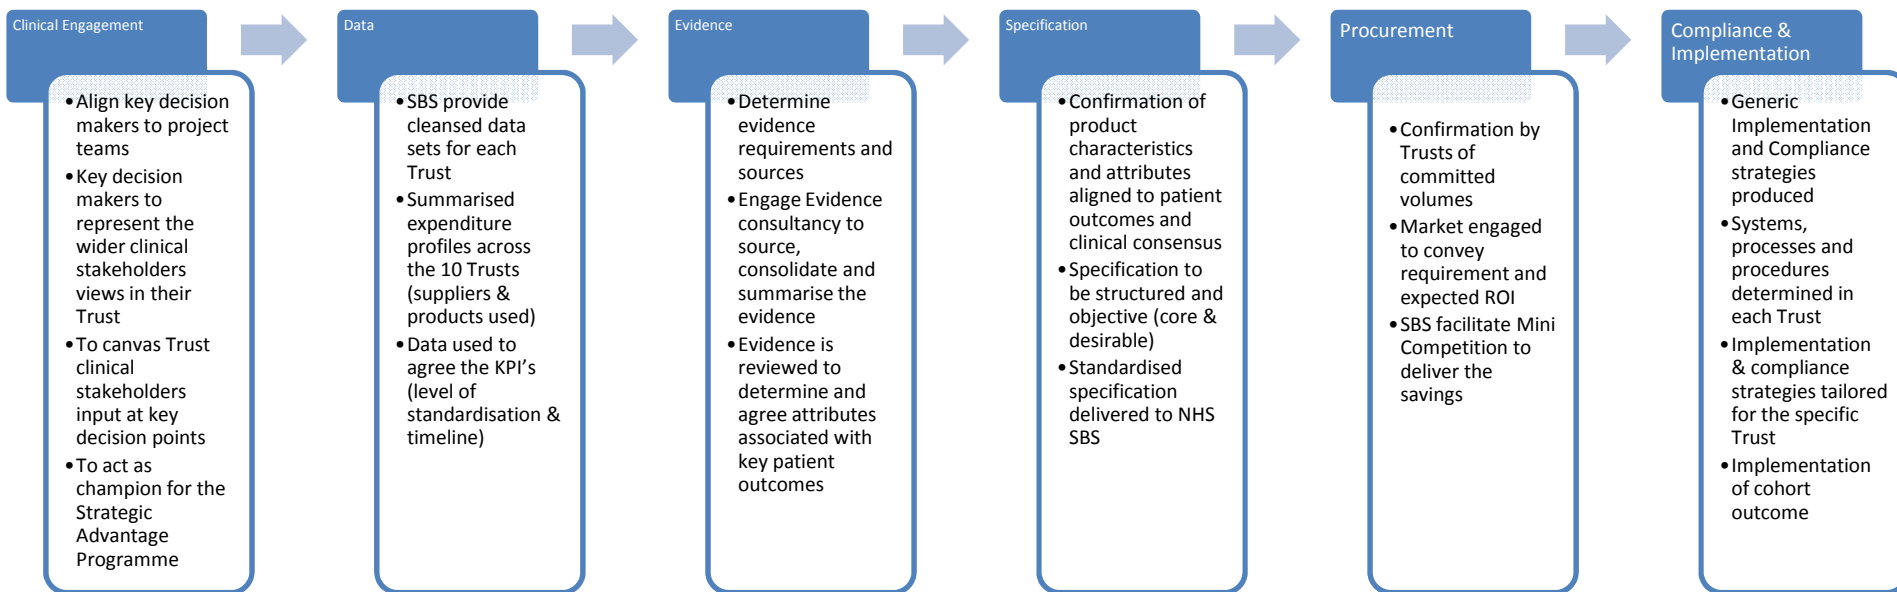 Clinical Engagement
•Align key decision
makers to project
teams
•Key decision
makers to
represent the
wider clinical
stakeholders
views in their
Trust
•To canvas Trust
clinical
stakeholders
input at key
decision points
•To act as
champion for the
Strategic
Advantage
Programme
Data
•SBS provide
cleansed data
sets for each
Trust
•Summarised
expenditure
profiles across
the 10 Trusts
(suppliers &
products used)
•Data used to
agree the KPI's
(level of
standardisation &
timeline)
Evidence
•Determine
evidence
requirements and
sources
•Engage Evidence
consultancy to
source,
consolidate and
summarise the
evidence
•Evidence is
reviewed to
determine and
agree attributes
associated with
key patient
outcomes
Specification
•Confirmation of
product
characteristics
and attributes
aligned to patient
outcomes and
clinical consensus
•Specification to
be structured and
objective (core &
desirable)
•Standardised
specification
delivered to NHS
SBS
Procurement
•Confirmation by
Trusts of
committed
volumes
•Market engaged
to convey
requirement and
expected ROI
•SBS facilitate Mini
Competition to
deliver the
savings
Compliance &
Implementation
•Generic
Implementation
and Compliance
strategies
produced
•Systems,
processes and
procedures
determined in
each Trust
•Implementation
& compliance
strategies tailored
for the specific
Trust
•Implementation
of cohort
outcome